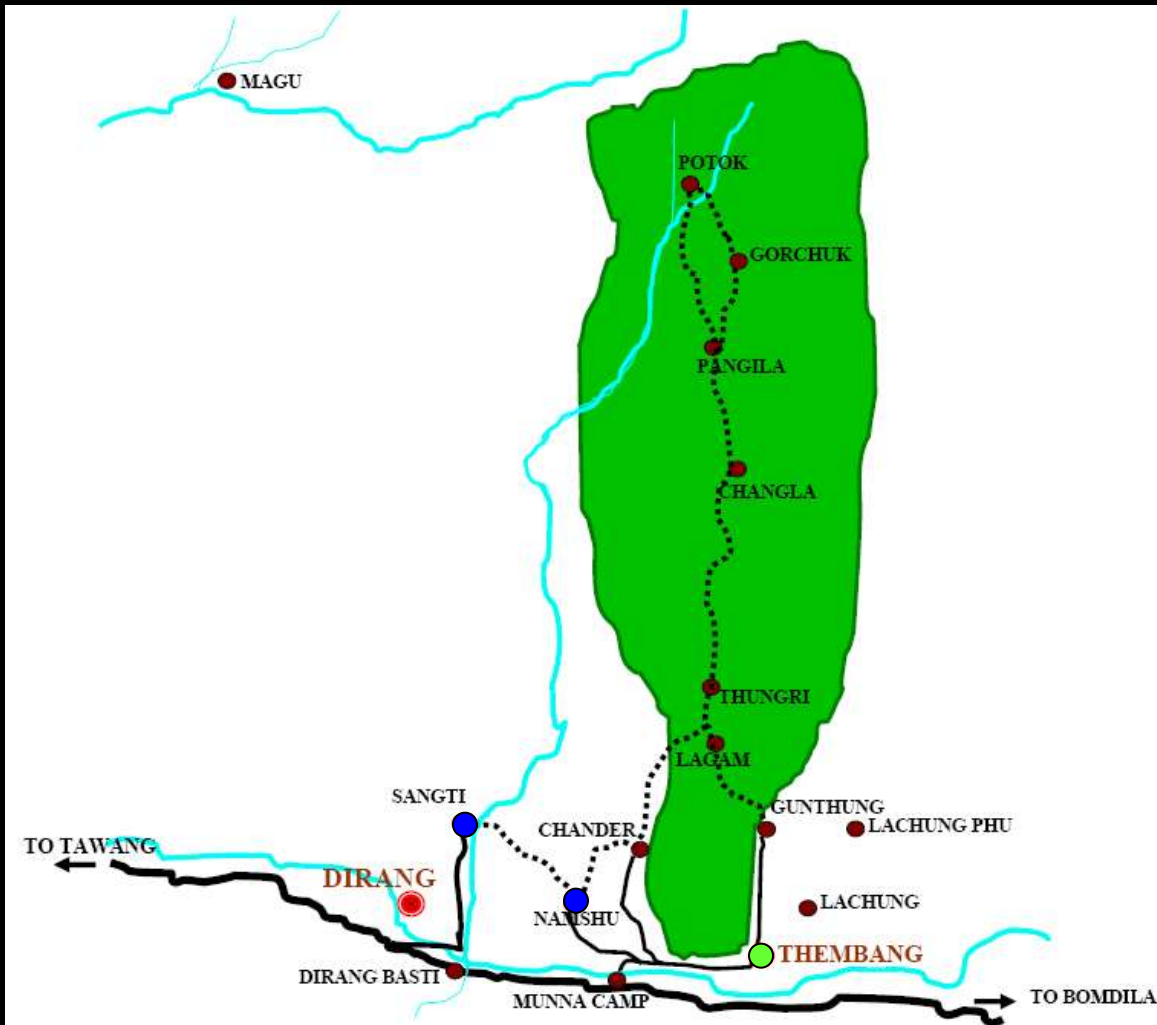 MAGU
POTOK
GORCHUK
PANGILA
CHANGLA
THUNGRI
LAGAM
SANGTI
GUNTHUNG
CHANDER
LACHUNG PHU
TO TAWANG
DIRANG
NAMSHU
LACHUNG
THEMBANG
DIRANG BASTI
MUNNA CAMP
TO BOMDILA